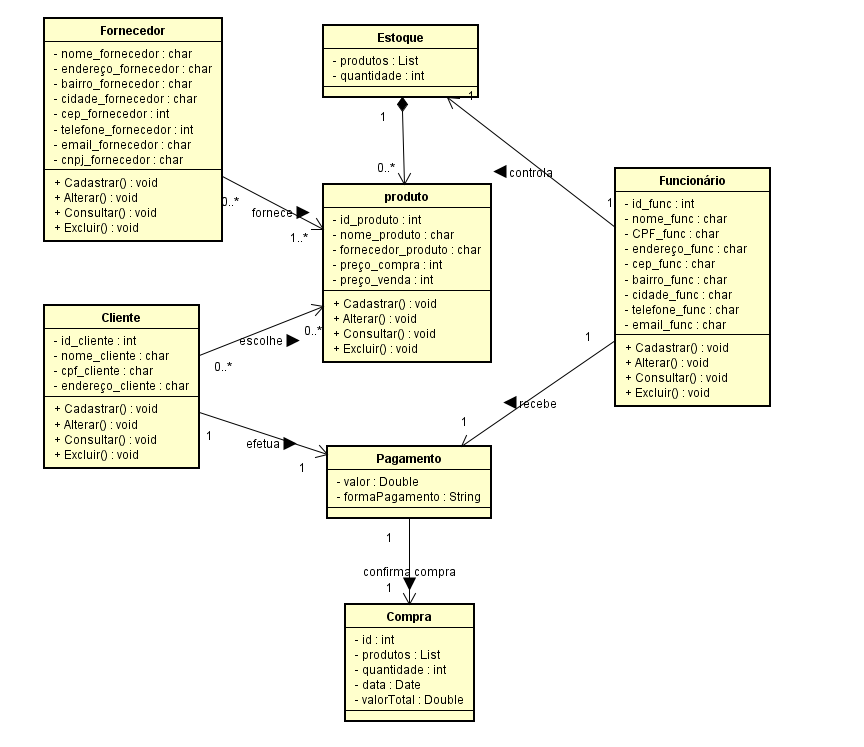 Fornecedor
- nome_fornecedor : char
- endereço_fornecedor : char
- bairro_fornecedor : char
- cidade_fornecedor : char
- cep_fornecedor : int
- telefone_fornecedor : int
- email_fornecedor : char
- cnpj_fornecedor : char
+ Cadastrar() : void
+ Alterar() : void
+ Consultar() : void
+ Excluir() : void
Estoque
- produtos : List
- quantidade : int
1
1
0..*
controla
1
0..*
fornece
1..*
produto
- id_produto : int
- nome_produto : char
- fornecedor_produto : char
- preço_compra : int
- preço_venda : int
+ Cadastrar() : void
+ Alterar() : void
+ Consultar() : void
+ Excluir() : void
Funcionário
- id_func : int
- nome_func : char
- CPF_func : char
- endereço_func : char
- cep_func : char
- bairro_func : char
- cidade_func : char
- telefone_func : char
- email_func : char
+ Cadastrar() : void
+ Alterar() : void
+ Consultar() : void
+ Excluir() : void
Cliente
- id_cliente : int
- nome_cliente : char
- cpf_cliente : char
- endereço_cliente : char
+ Cadastrar() : void
+ Alterar() : void
+ Consultar() : void
+ Excluir() : void
0..*
escolhe
0..*
1
recebe
1
1
efetua
1
Pagamento
- valor : Double
- formaPagamento : String
1
confirma compra
1
Compra
- id : int
- produtos : List
- quantidade : int
- data : Date
- valorTotal : Double